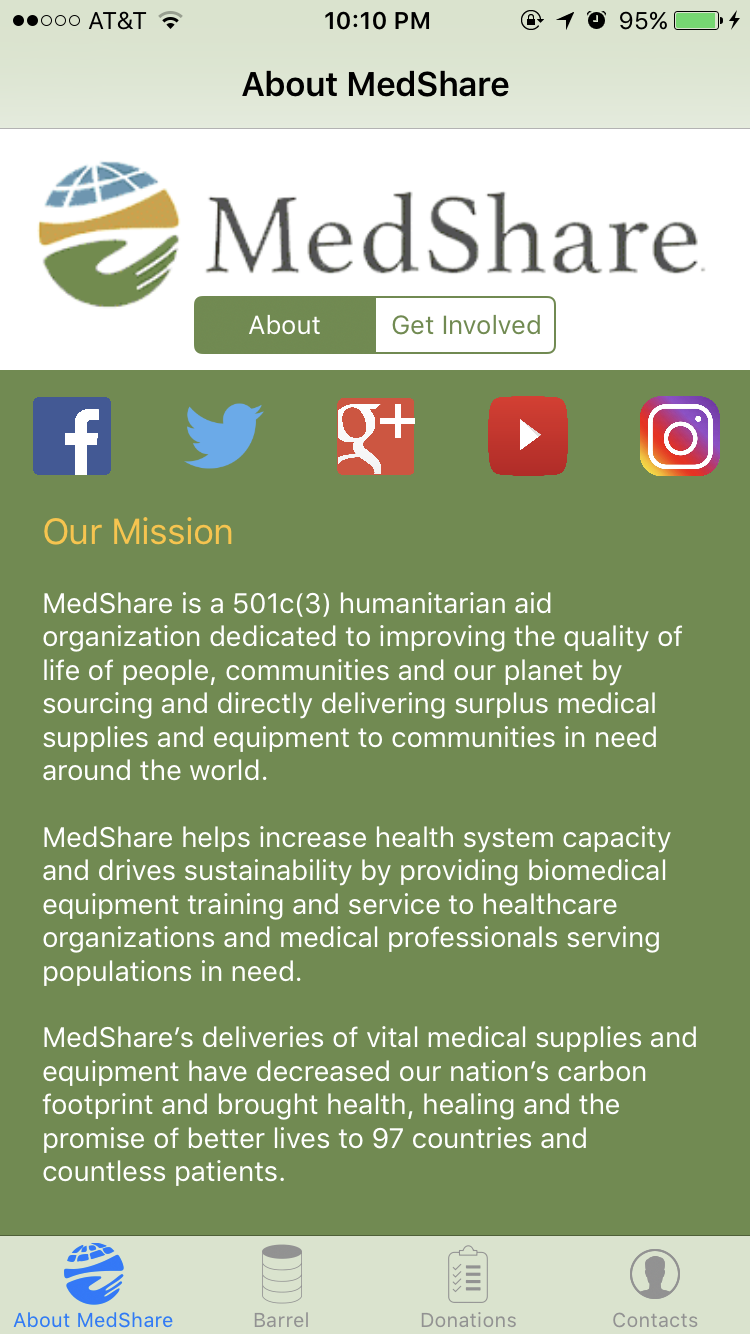 AT&T 10:10 PM 95%
About MedShare
MedShare
About Get Involved
f g+
Our Mission
MedShare is a 501c(3) humanitarian aid
organization dedicated to improving the quality of
life of people, communities and our planet by
sourcing and directly delivering surplus medical
supplies and equipment to communities in need
around the world.
MedShare helps increase health system capacity
and drives sustainability by providing biomedical
equipment training and service to healthcare
organizations and medical professionals serving
populations in need.
MedShare’s deliveries of vital medical supplies and
equipment have decreased our nation’s carbon
footprint and brought health, healing and the
promise of better lives to 97 countries and
countless patients.
About MedShare Barrel Donations Contacts